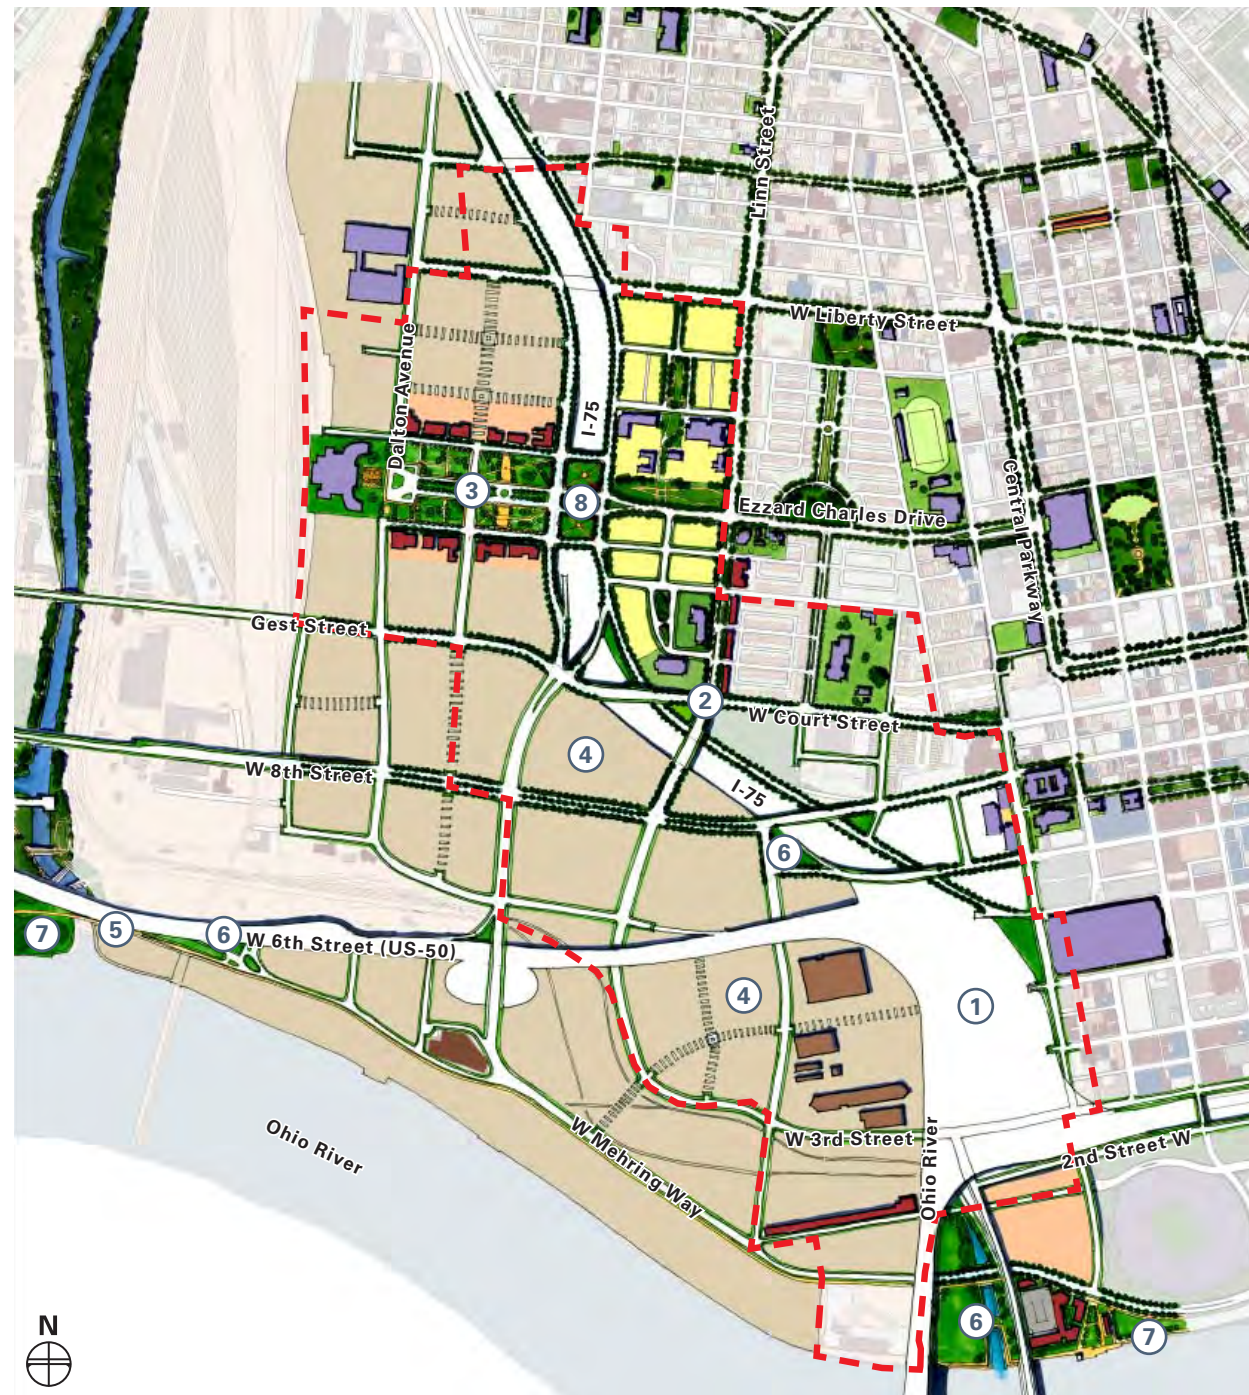 Linn Street
W Liberty Street
Dalton Avenue
I-75
Central Parkway
3
8
Ezzard Charles Drive
Gest Street
2
W Court Street
4
W 8th Street
I-75
6
7
5
6
W 6th Street (US-50)
4
1
Ohio River
W 3rd Street
2nd Street W
W Mehring Way
Ohio River
N
6
7